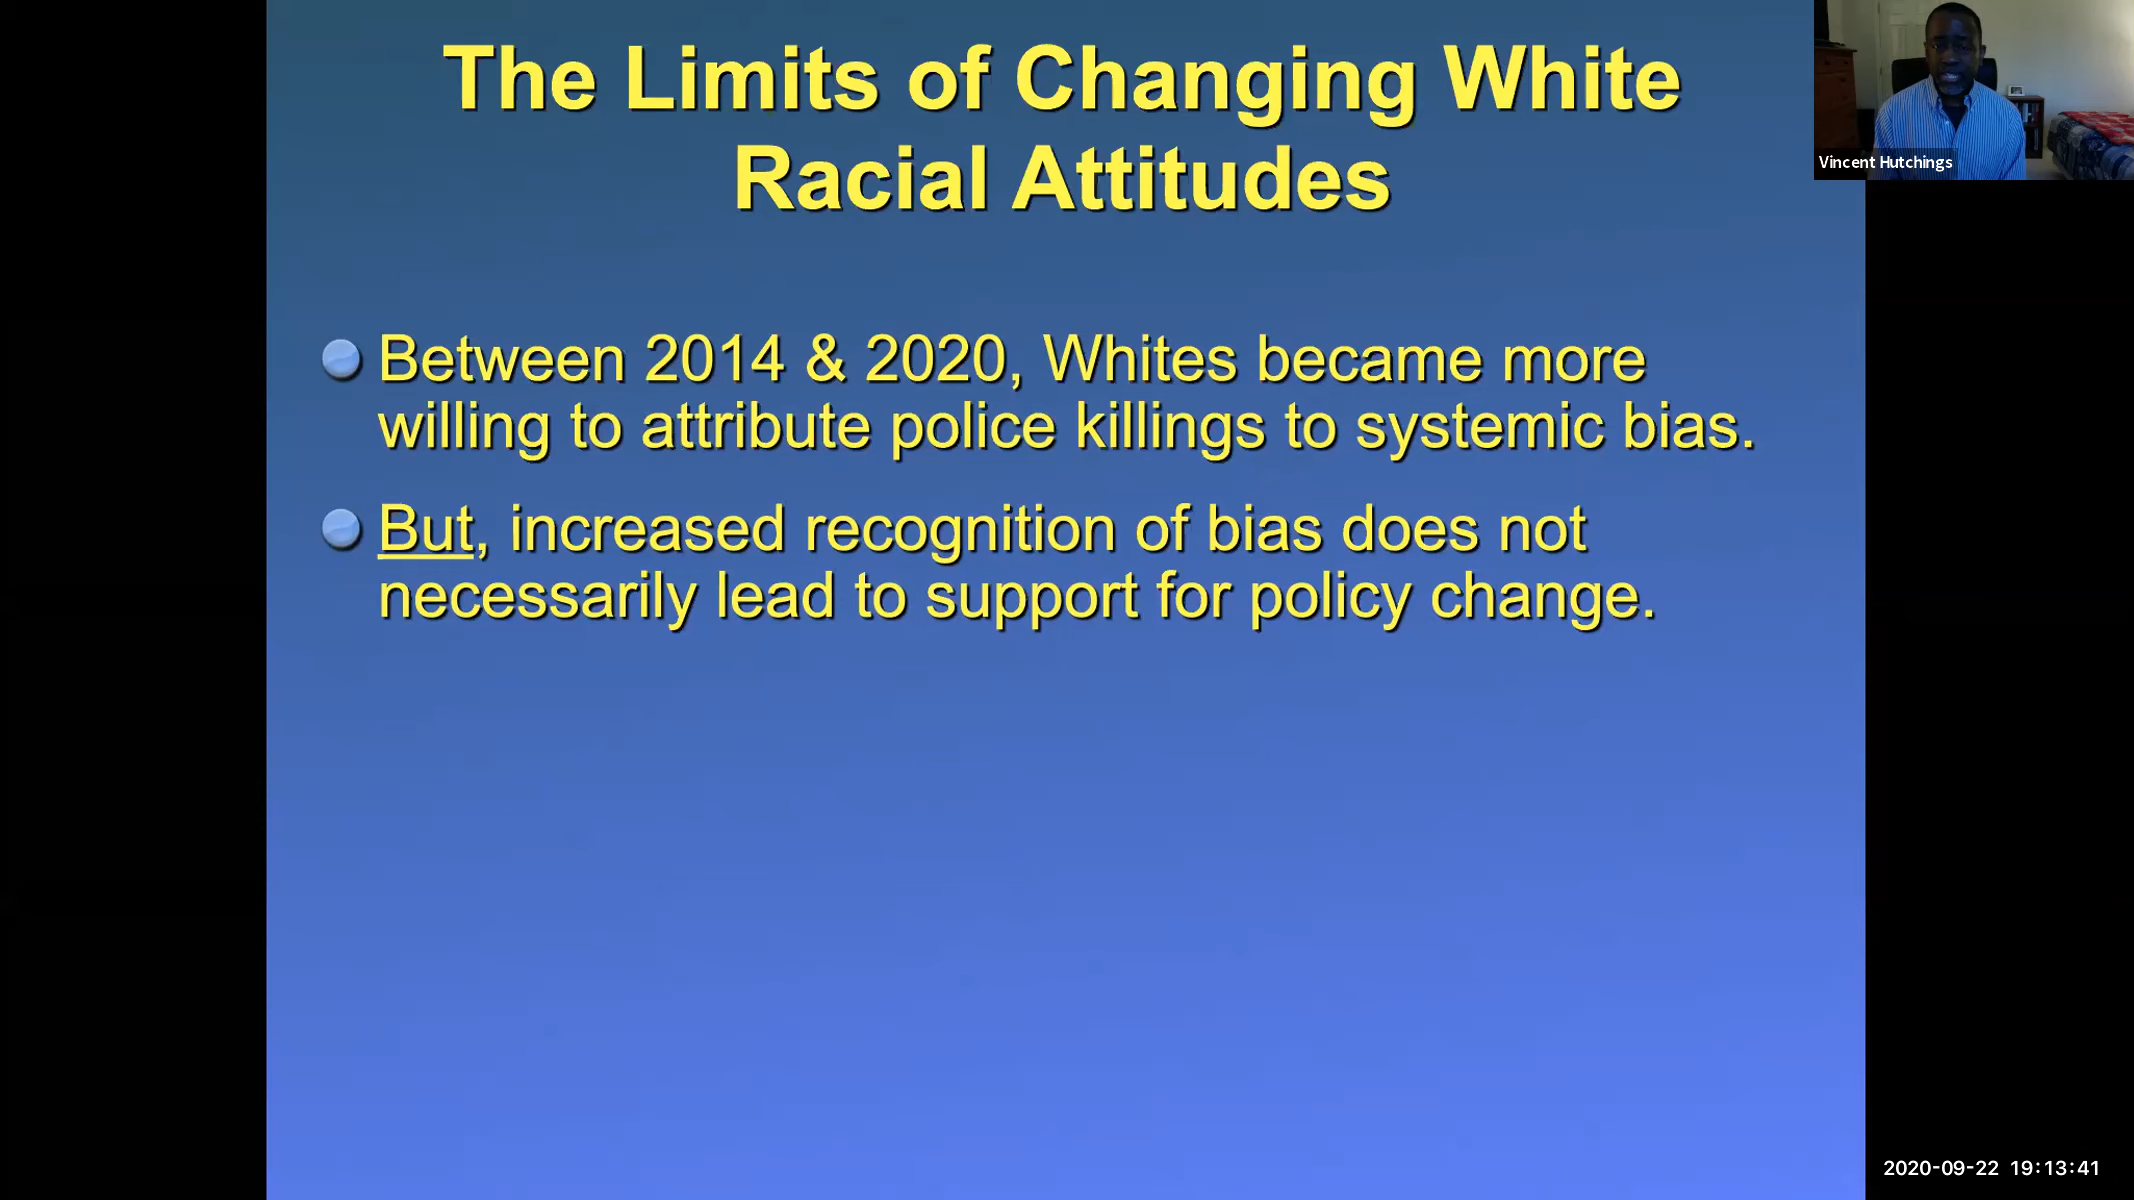 The Limits of Changing White
Racial Attitudes
Vincent Hutchings
Between 2014 & 2020, Whites became more
willing to attribute police killings to systemic bias.
But, increased recognition of bias does not
necessarily lead to support for policy change.
2020-09-22 19:13:41